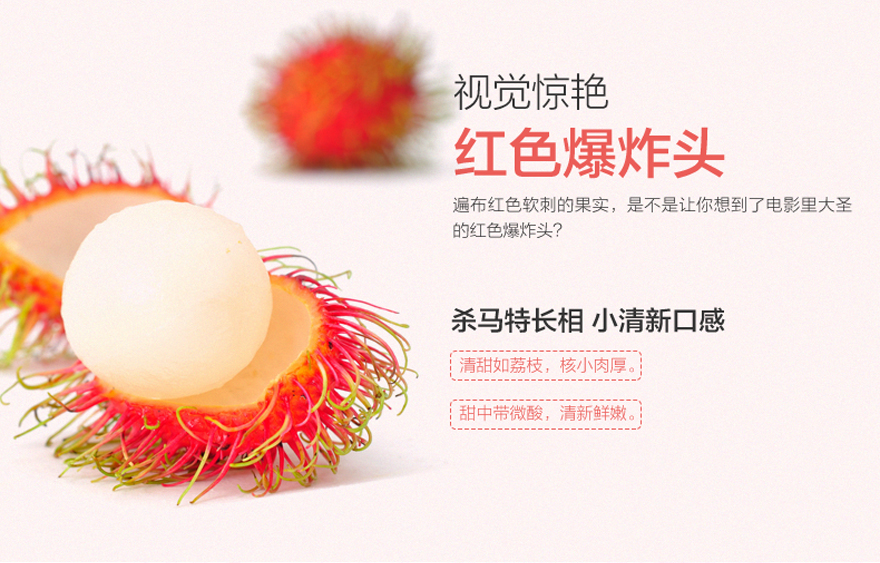 视觉惊艳
红色爆炸头
遍布红色软刺的果实，是不是让你想到了电影里大圣
的红色爆炸头？
杀马特长相 小清新口感
清甜如荔枝，核小肉厚。
甜中带微酸，清新鲜嫩。